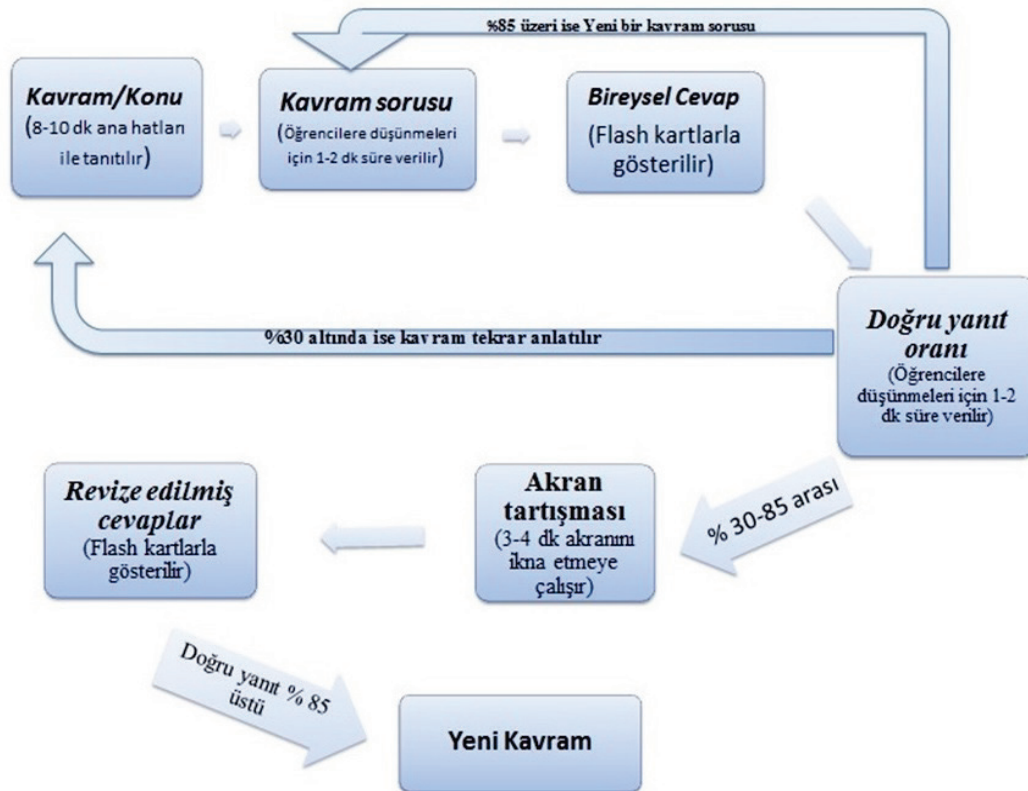 %85 üzeri ise Yeni bir kavram sorusu
Kavram/Konu
(8-10 dk ana hatları
ile tanıtılır)
Kavram sorusu
(Öğrencilere düşünmeleri
için 1-2 dk süre verilir)
Bireysel Cevap
(Flash kartlarla
gösterilir)
%30 altında ise kavram tekrar anlatılır
Doğru yanıt
oranı
(Öğrencilere
düşünmeleri için 1-2
dk süre verilir)
% 30-85 arası
Akran
tartışması
(3-4 dk akranını
ikna etmeye
çalışır)
Revize edilmiş
cevaplar
(Flash kartlarla
gösterilir)
Doğru yanıt % 85
üstü
Yeni Kavram